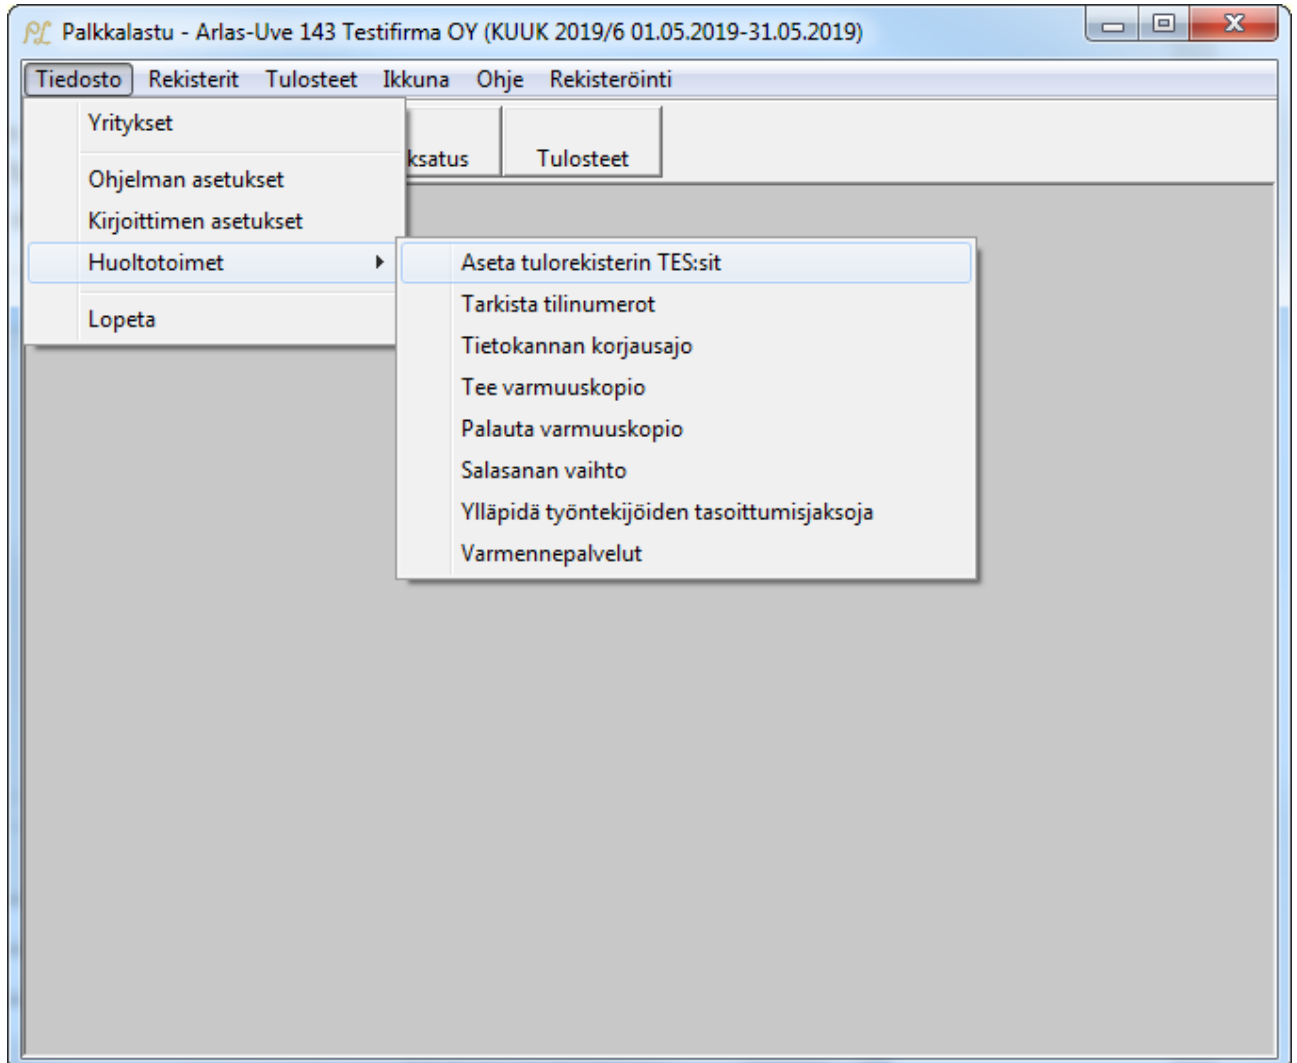 Palkkalastu - Arlas-Uve 143 Testifirma OY (KUUK 2019/6 01.05.2019-31.05.2019)
Tiedosto Rekisterit Tulosteet Ikkuna Ohje Rekisteröinti
Yritykset
ksatus Tulosteet
Ohjelman asetukset
Kirjoittimen asetukset
Huoltotoimet
Lopeta
Aseta tulorekisterin TES:sit
Tarkista tilinumerot
Tietokannan korjausajo
Tee varmuuskopio
Palauta varmuuskopio
Salasanan vaihto
Ylläpidä työntekijöiden tasoittumisjaksoja
Varmennepalvelut